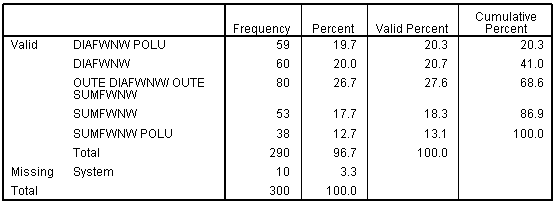 Frequency Percent Valid Percent Cumulative Percent
Valid DIAFWNW POLU 59 19.7 20.3 20.3
DIAFWNW 60 20.0 20.7 41.0
OUTE DIAFWNW/ OUTE
SUMFWNW 80 26.7 27.6 68.6
SUMFWNW 53 17.7 18.3 86.9
SUMFWNW POLU 38 12.7 13.1 100.0
Total 290 96.7 100.0
Missing System 10 3.3
Total 300 100.0